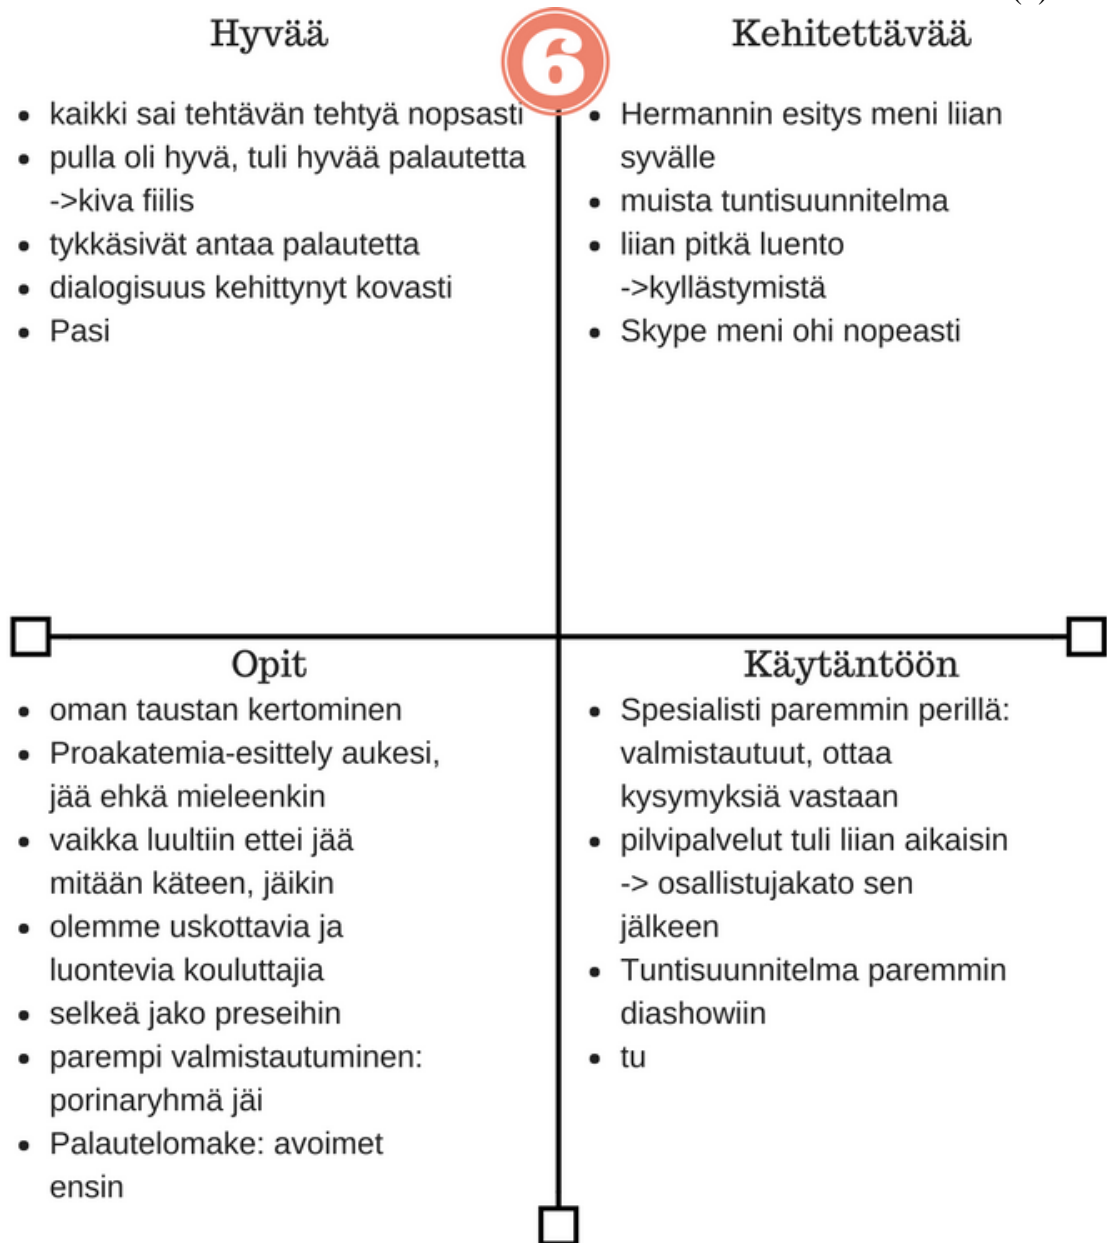 Hyvää
6
Kehitettävää
• kaikki sai tehtävän tehtyä nopsasti
• pulla oli hyvä, tuli hyvää palautetta
->kiva fiilis
• tykkäsivät antaa palautetta
• dialogisuus kehittynyt kovasti
• Pasi
• Hermannin esitys meni liian
syvälle
• muista tuntisuunnitelma
• liian pitkä luento
->kyllästymistä
• Skype meni ohi nopeasti
Opit
• oman taustan kertominen
• Proakatemia-esittely aukesi,
jää ehkä mieleenkin
• vaikka luultiin ettei jää
mitään käteen, jäikin
• olemme uskottavia ja
luontevia kouluttajia
• selkeä jako preseihin
• parempi valmistautuminen:
porinaryhmä jäi
• Palautelomake: avoimet
ensin
Käytäntöön
• Spesialisti paremmin perillä:
valmistautuut, ottaa
kysymyksiä vastaan
• pilvipalvelut tuli liian aikaisin
-> osallistujakato sen
jälkeen
• Tuntisuunnitelma paremmin
diashowiin
• tu